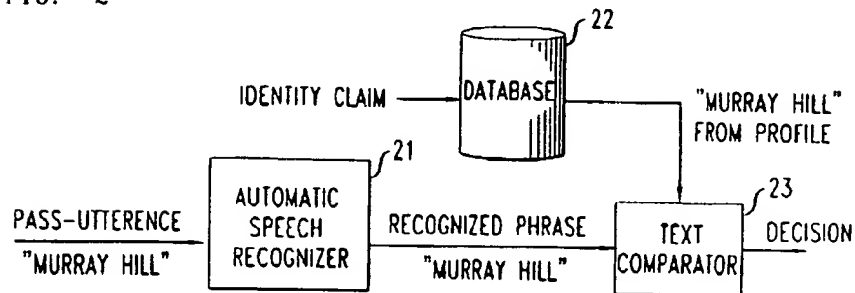 FIG. 2
22
IDENTITY CLAIM
DATABASE
"MURRAY HILL"
FROM PROFILE
21
23
PASS-UTTERENCE
"MURRAY HILL"
AUTOMATIC
SPEECH
RECOGNIZER
RECOGNIZED PHRASE
"MURRAY HILL"
TEXT
COMPARATOR
DECISION